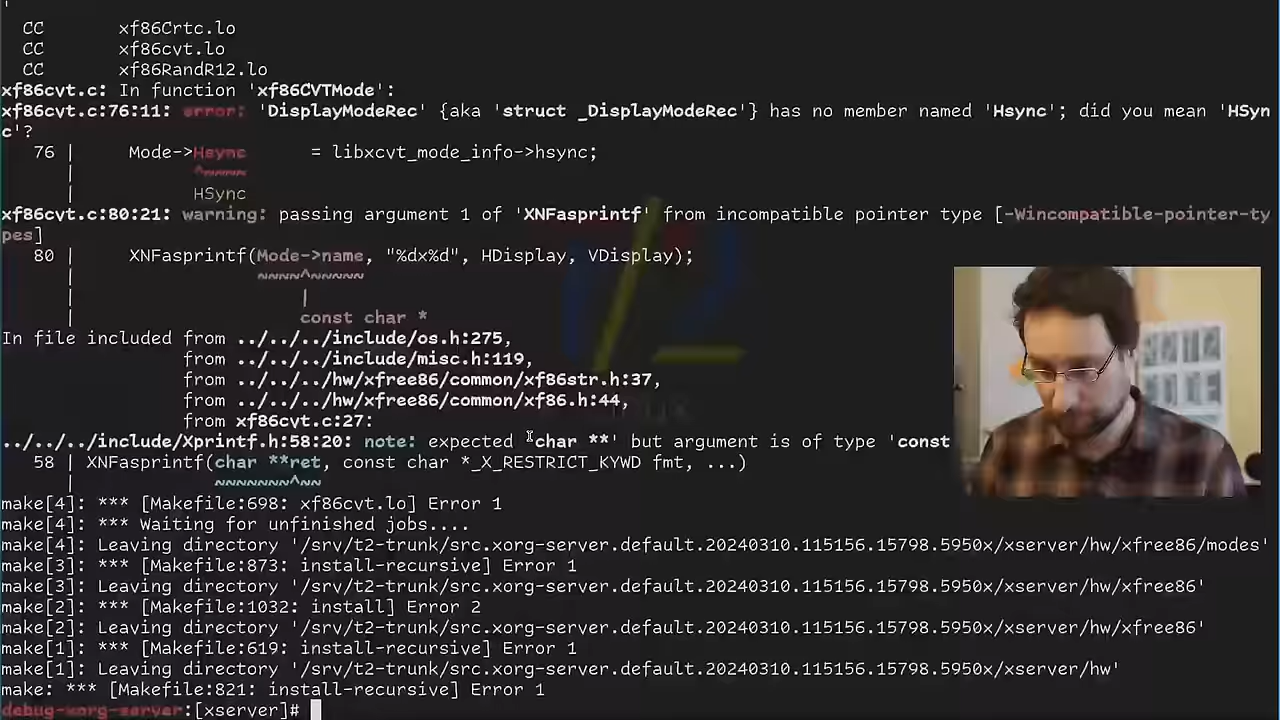 '
CC xf86Crtc.lo
CC xf86cvt.lo
CC xf86RandR12.lo
xf86cvt.c: In function 'xf86CVTMode':
xf86cvt.c:76:11: error: 'DisplayModeRec' {aka 'struct _DisplayModeRec'} has no member named 'Hsync'; did you mean 'HSyn
c'?
76 | Mode->Hsync = libxcvt_mode_info->hsync;
| ^~~~~
| HSync
xf86cvt.c:80:21: warning: passing argument 1 of 'XNFasprintf' from incompatible pointer type [-Wincompatible-pointer-ty
pes]
80 | XNFasprintf(Mode->name, "%dx%d", HDisplay, VDisplay);
| ~~~~^~~~~~
| |
| const char *
In file included from ../../../include/os.h:275,
from ../../../include/misc.h:119,
from ../../../hw/xfree86/common/xf86str.h:37,
from ../../../hw/xfree86/common/xf86.h:44,
from xf86cvt.c:27:
../../../include/Xprintf.h:58:20: note: expected 'char **' but argument is of type 'const
58 | XNFasprintf(char **ret, const char *_X_RESTRICT_KYWD fmt, ...)
| ~~~~~~~^~~
make[4]: *** [Makefile:698: xf86cvt.lo] Error 1
make[4]: *** Waiting for unfinished jobs....
make[4]: Leaving directory '/srv/t2-trunk/src.xorg-server.default.20240310.115156.15798.5950x/xserver/hw/xfree86/modes'
make[3]: *** [Makefile:873: install-recursive] Error 1
make[3]: Leaving directory '/srv/t2-trunk/src.xorg-server.default.20240310.115156.15798.5950x/xserver/hw/xfree86'
make[2]: *** [Makefile:1032: install] Error 2
make[2]: Leaving directory '/srv/t2-trunk/src.xorg-server.default.20240310.115156.15798.5950x/xserver/hw/xfree86'
make[1]: *** [Makefile:619: install-recursive] Error 1
make[1]: Leaving directory '/srv/t2-trunk/src.xorg-server.default.20240310.115156.15798.5950x/xserver/hw'
make: *** [Makefile:821: install-recursive] Error 1
debug-xorg-server:[xserver]#